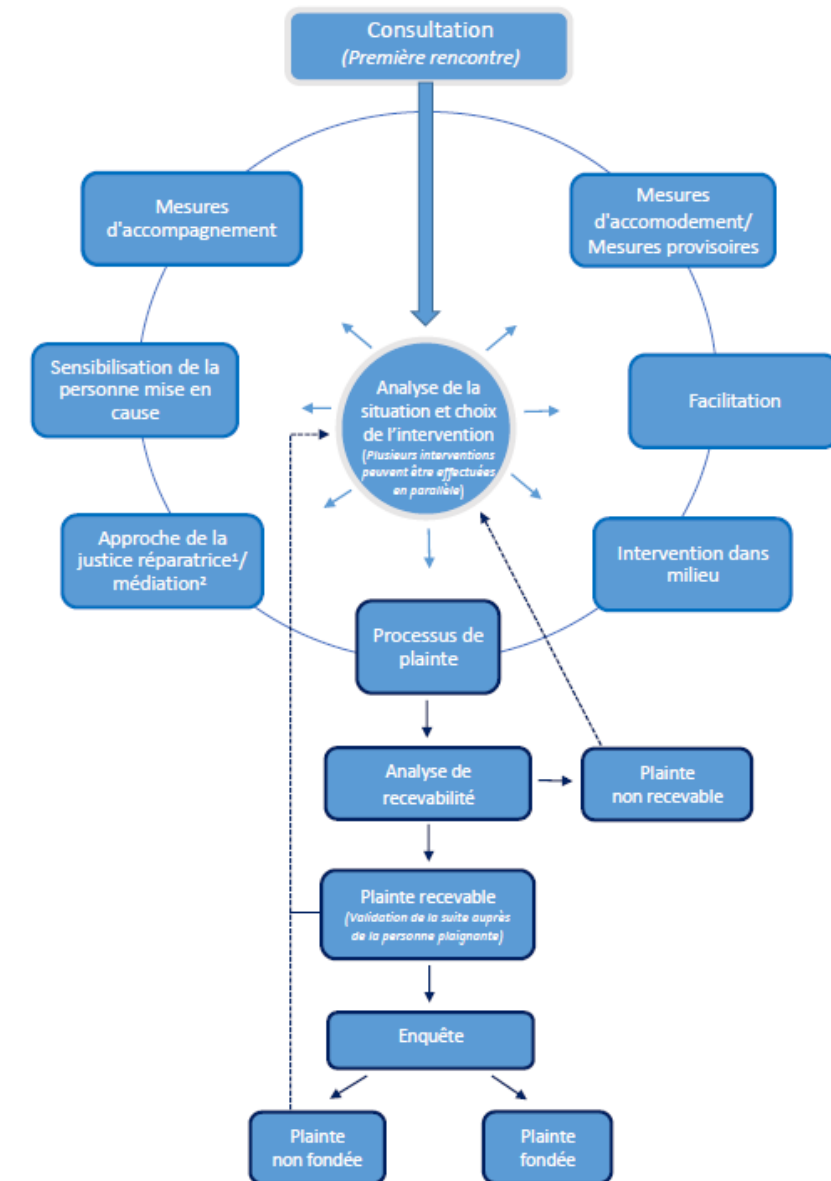 Consultation
(Première rencontre)
Mesures
d'accompagnement
Mesures
d'accomodement/
Mesures provisoires
Sensibilisation de la
personne mise en
cause
Analyse de la
situation et choix
de l'intervention
(Plusieurs interventions
peuvent être effectuées
en parallèle)
Facilitation
Approche de la
justice réparatrice¹/
médiation²
Intervention dans
milieu
Processus de
plainte
Analyse de
recevabilité
Plainte
non recevable
Plainte recevable
(Validation de la suite auprès
de la personne plaignante)
Enquête
Plainte
non fondée
Plainte
fondée